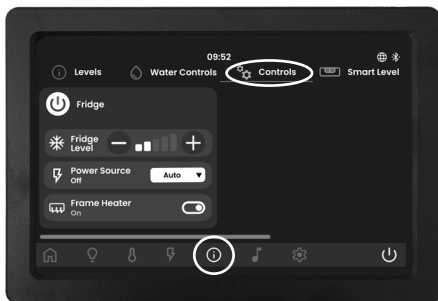 09:52
Levels Water Controls Controls Smart Level
Fridge
Fridge
Level
Power Source
Off
Auto
Frame Heater
On